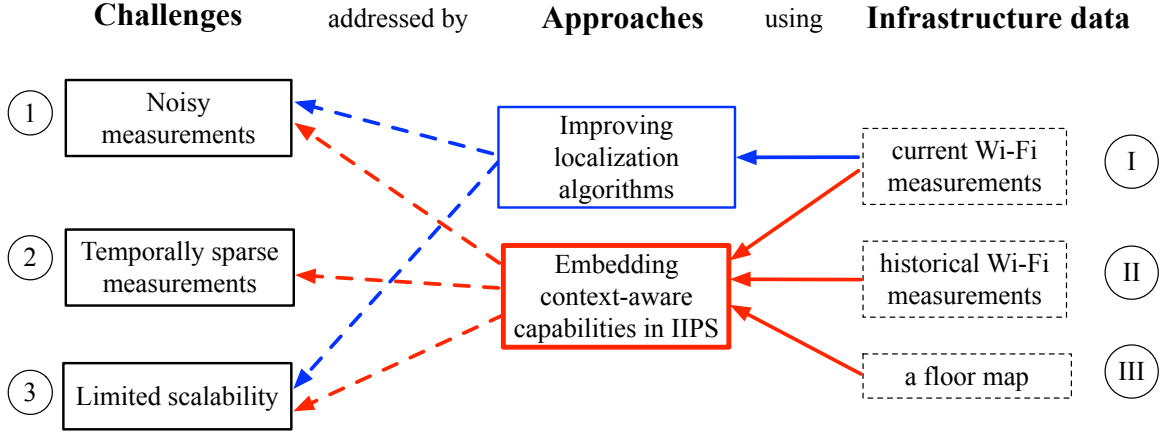 Challenges addressed by Approaches using Infrastructure data
1
Noisy
measurements
Improving
localization
algorithms
current Wi-Fi
measurements
I
2
Temporally sparse
measurements
Embedding
context-aware
capabilities in IIPS
historical Wi-Fi
measurements
II
3
Limited scalability
a floor map
III